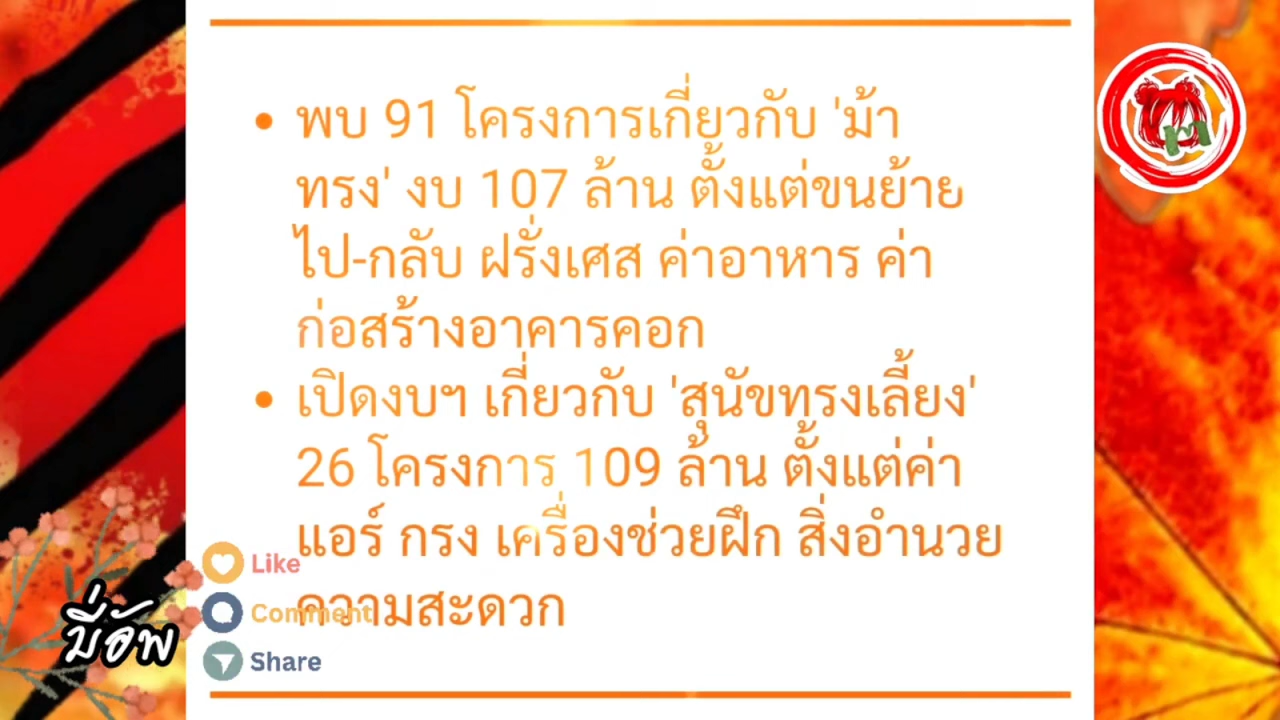 • พบ 91 โครงการเกี่ยวกับ 'ม้า
ทรง' งบ 107 ล้าน ตั้งแต่ขนย้าย
ไป-กลับ ฝรั่งเศส ค่าอาหาร ค่า
ก่อสร้างอาคารคอก
• เปิดงบฯ เกี่ยวกับ 'สุนัขทรงเลี้ยง'
26 โครงการ 109 ล้าน ตั้งแต่ค่า
แอร์ กรง เครื่องช่วยฝึก สิ่งอำนวย
ความสะดวก
Like
Comment
Share
บี๋อัพ